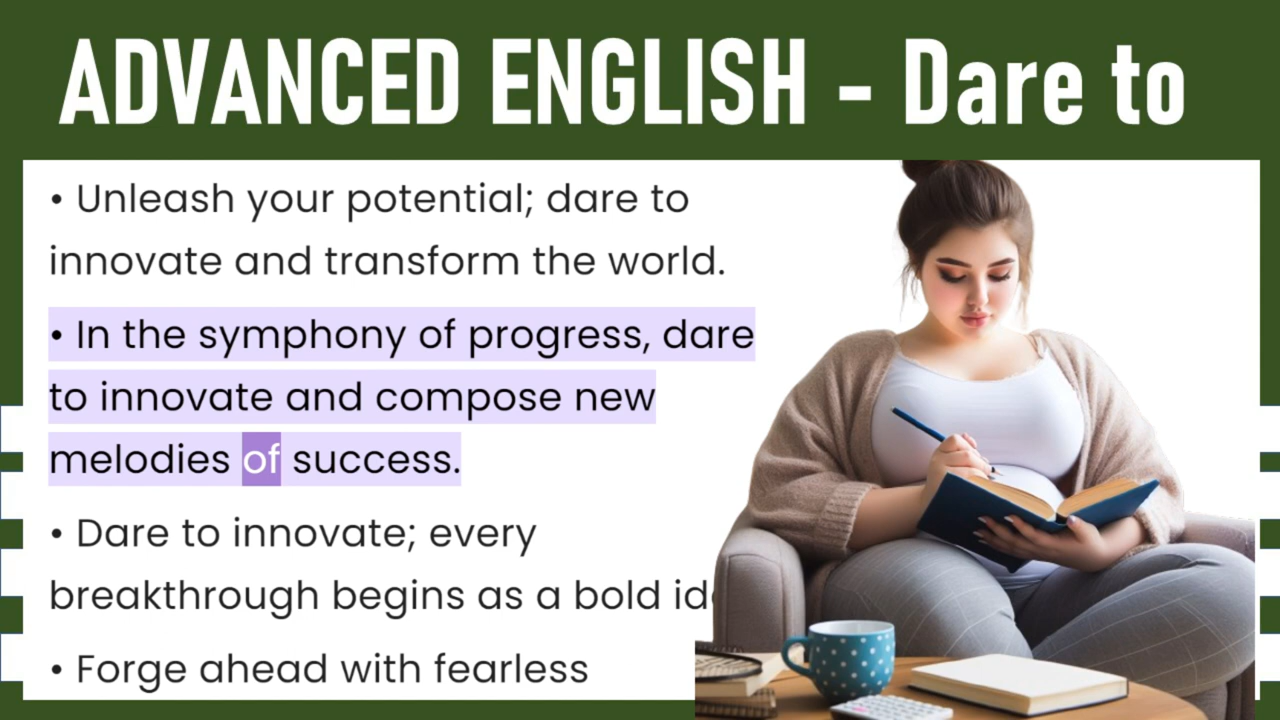 ADVANCED ENGLISH - Dare to
• Unleash your potential; dare to
innovate and transform the world.
• In the symphony of progress, dare
to innovate and compose new
melodies of success.
• Dare to innovate; every
breakthrough begins as a bold
• Forge ahead with fearless